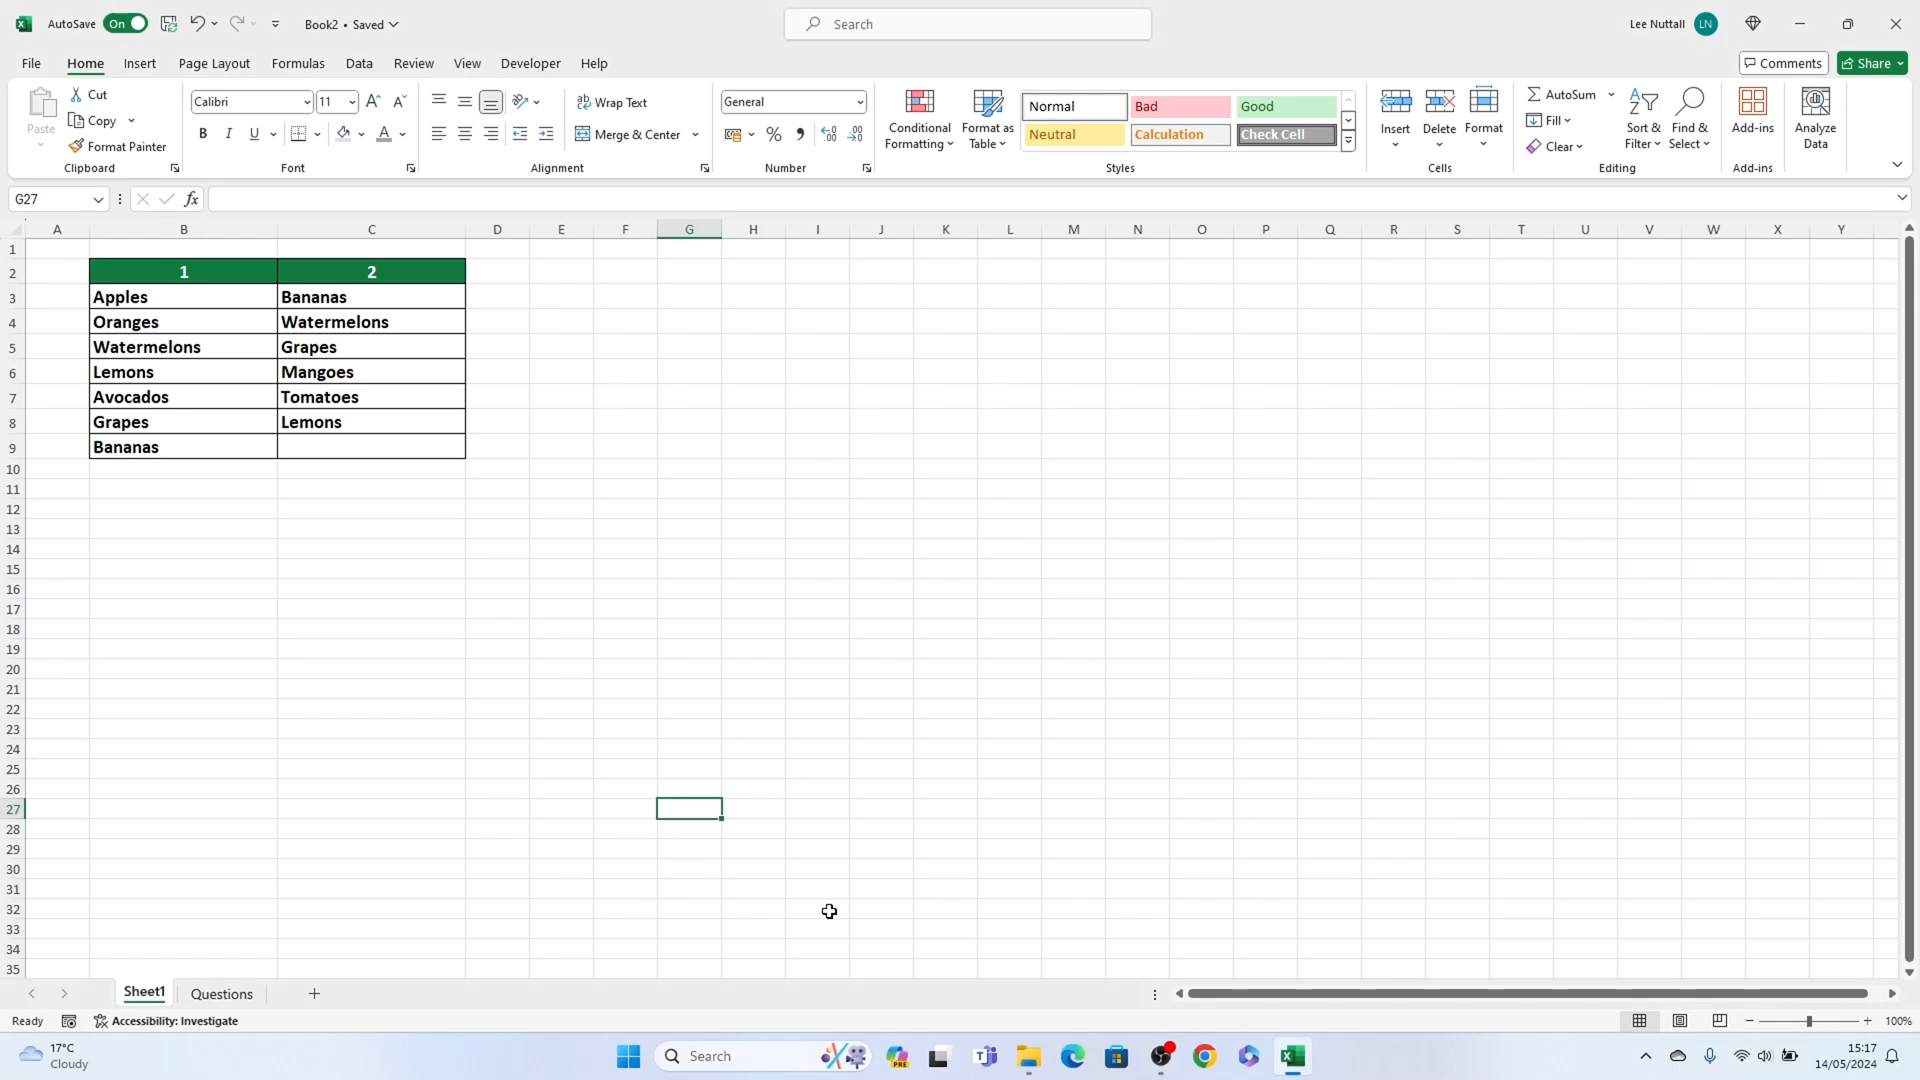 AutoSave On Book2 • Saved Search Lee Nuttall LN
File Home Insert Page Layout Formulas Data Review View Developer Help Comments Share
Paste Cut Copy Format Painter Clipboard
Calibri 11 B I U A Font
Wrap Text Merge & Center Alignment
General % , Number
Conditional Formatting Format as Table Normal Bad Good Neutral Calculation Check Cell Styles
Insert Delete Format Cells
AutoSum Fill Clear Sort & Filter Find & Select Editing
Add-ins Add-ins
Analyze Data
G27 fx
A B C D E F G H I J K L M N O P Q R S T U V W X Y
1
2 1 2
3 Apples Bananas
4 Oranges Watermelons
5 Watermelons Grapes
6 Lemons Mangoes
7 Avocados Tomatoes
8 Grapes Lemons
9 Bananas
10
11
12
13
14
15
16
17
18
19
20
21
22
23
24
25
26
27
28
29
30
31
32
33
34
35
Sheet1 Questions
Ready Accessibility: Investigate 100%
17°C
Cloudy
Search
PRE
15:17
14/05/2024